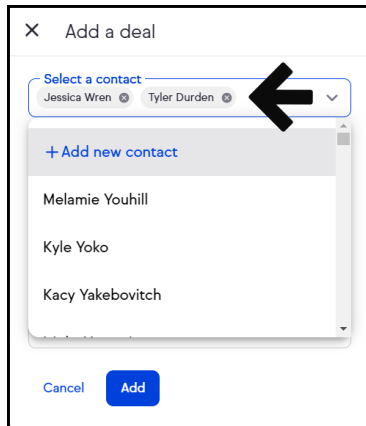 Add a deal
Select a contact
Jessica Wren Tyler Durden
+ Add new contact
Melamie Youhill
Kyle Yoko
Kacy Yakebovitch
Cancel Add